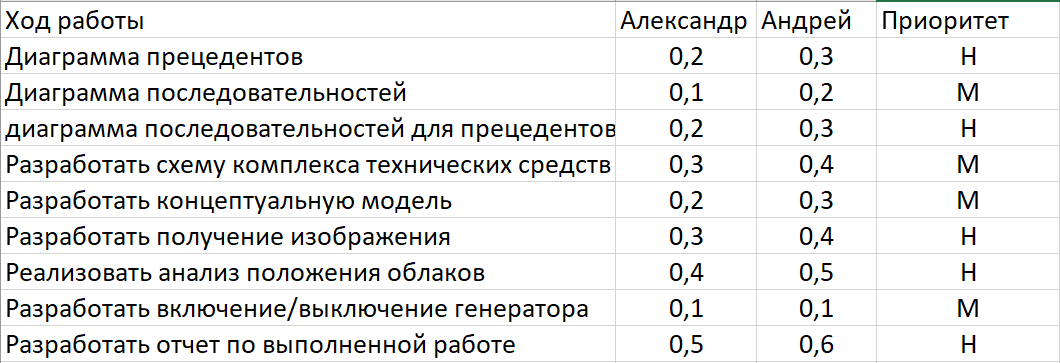 Ход работы Александр Андрей Приоритет
Диаграмма прецедентов 0,2 0,3 Н
Диаграмма последовательностей 0,1 0,2 М
диаграмма последовательностей для прецедентов 0,2 0,3 Н
Разработать схему комплекса технических средств 0,3 0,4 М
Разработать концептуальную модель 0,2 0,3 М
Разработать получение изображения 0,3 0,4 Н
Реализовать анализ положения облаков 0,4 0,5 Н
Разработать включение/выключение генератора 0,1 0,1 М
Разработать отчет по выполненной работе 0,5 0,6 Н